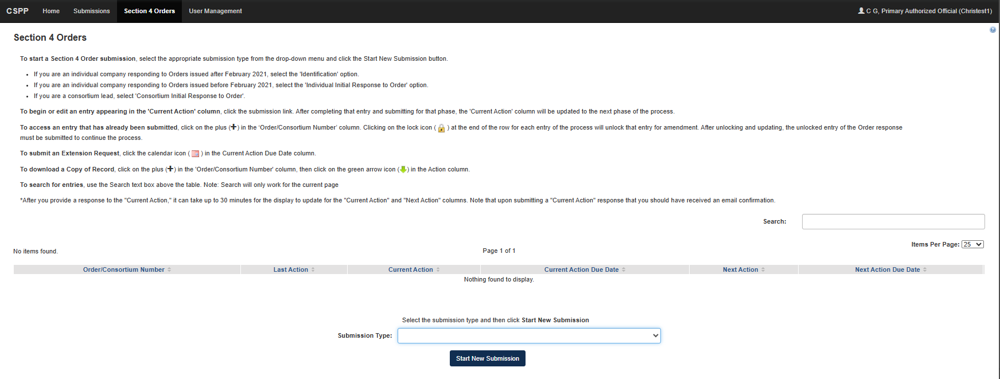 CSPP Home Submissions Section 4 Orders User Management C G, Primary Authorized Official (Christest1)
Section 4 Orders
To start a Section 4 Order submission, select the appropriate submission type from the drop-down menu and click the Start New Submission button.
• If you are an individual company responding to Orders issued after February 2021, select the 'Identification' option.
• If you are an individual company responding to Orders issued before February 2021, select the 'Individual Initial Response to Order' option.
• If you are a consortium lead, select 'Consortium Initial Response to Order'.
To begin or edit an entry appearing in the 'Current Action' column, click the submission link. After completing that entry and submitting for that phase, the 'Current Action' column will be updated to the next phase of the process.
To access an entry that has already been submitted, click on the plus (+) in the ‘Order/Consortium Number’ column. Clicking on the lock icon ( ) at the end of the row for each entry of the process will unlock that entry for amendment. After unlocking and updating, the unlocked entry of the Order response
must be submitted to continue the process.
To submit an Extension Request, click the calendar icon ( ) in the Current Action Due Date column.
To download a Copy of Record, click on the plus (+) in the 'Order/Consortium Number' column, then click on the green arrow icon ( ) in the Action column.
To search for entries, use the Search text box above the table. Note: Search will only work for the current page
*After you provide a response to the "Current Action," it can take up to 30 minutes for the display to update for the "Current Action" and "Next Action" columns. Note that upon submitting a "Current Action" response that you should have received an email confirmation.
Search:
Items Per Page: 25
No items found. Page 1 of 1
Order/Consortium Number Last Action Current Action Current Action Due Date Next Action Next Action Due Date
Nothing found to display.
Select the submission type and then click Start New Submission
Submission Type:
Start New Submission